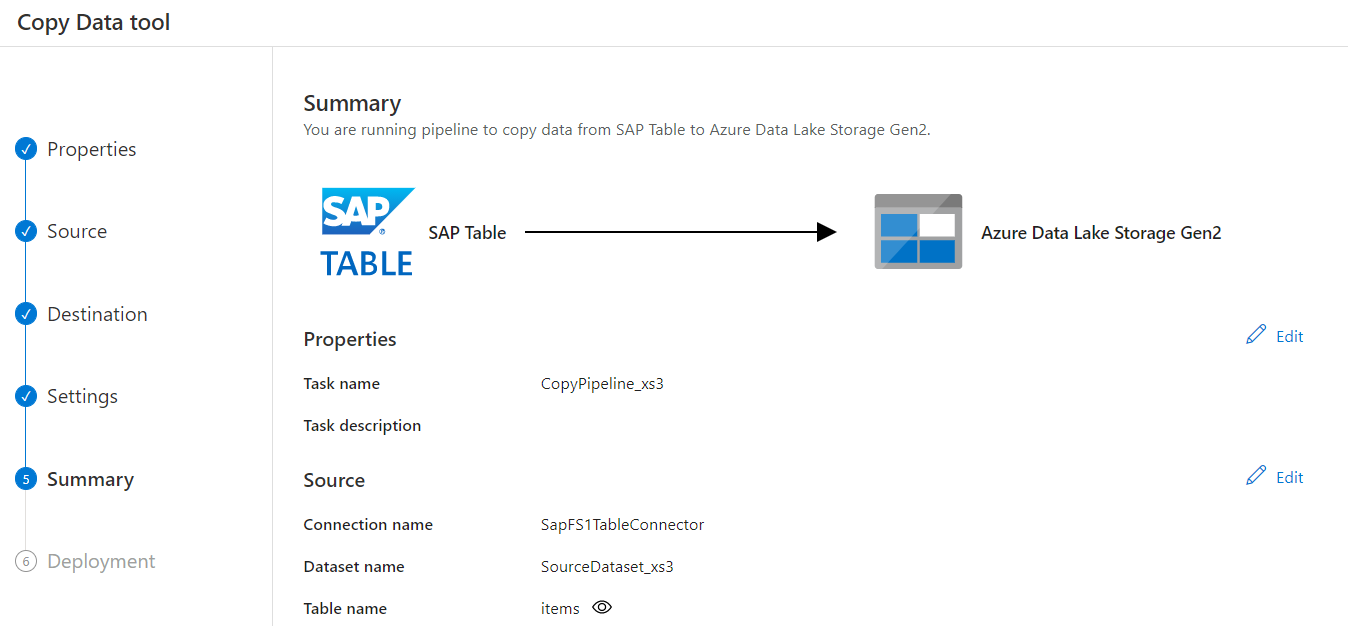 Copy Data tool
Properties
Source
Destination
Settings
5 Summary
6 Deployment
Summary
You are running pipeline to copy data from SAP Table to Azure Data Lake Storage Gen2.
SAP ®
TABLE
SAP Table
Azure Data Lake Storage Gen2
Properties
Edit
Task name CopyPipeline_xs3
Task description
Source
Edit
Connection name SapFS1TableConnector
Dataset name SourceDataset_xs3
Table name items